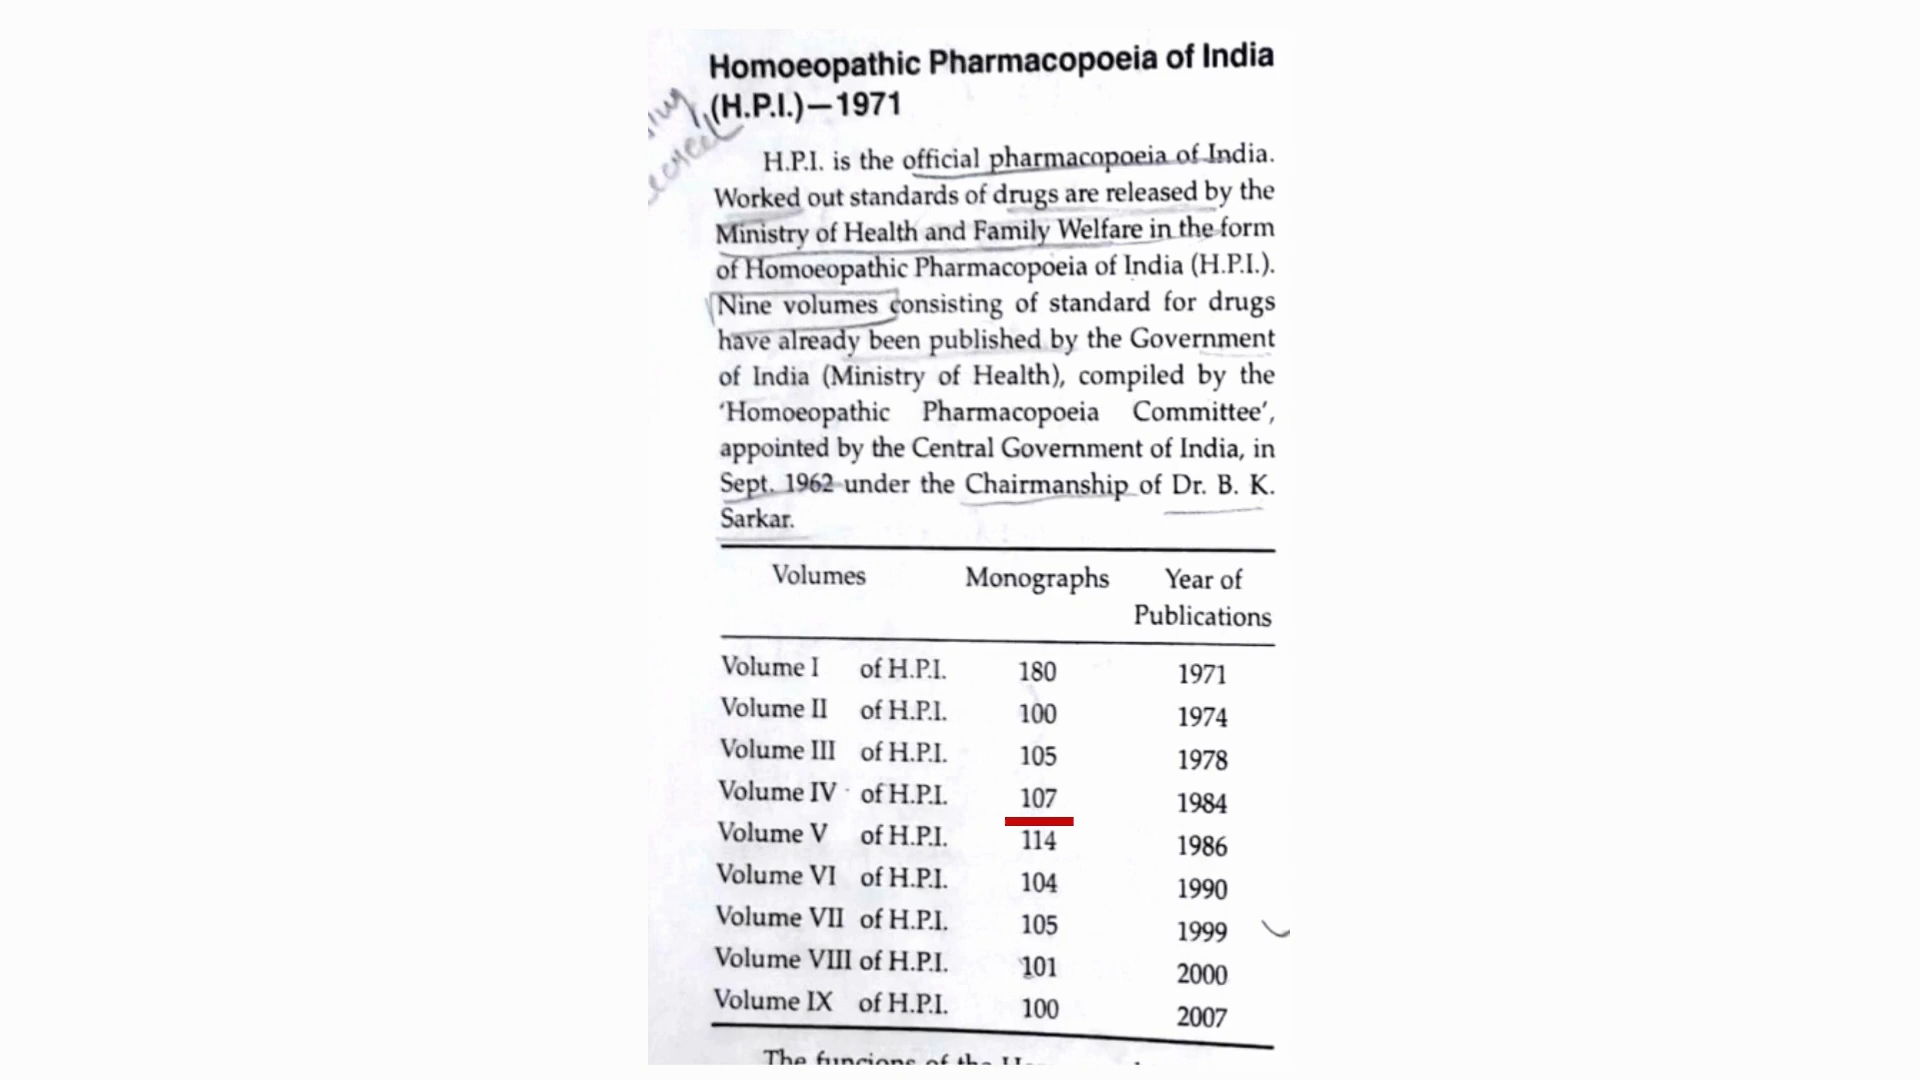 Homoeopathic Pharmacopoeia of India
(H.P.I.)—1971
H.P.I. is the official pharmacopoeia of India.
Worked out standards of drugs are released by the
Ministry of Health and Family Welfare in the form
of Homoeopathic Pharmacopoeia of India (H.P.I.).
Nine volumes consisting of standard for drugs
have already been published by the Government
of India (Ministry of Health), compiled by the
‘Homoeopathic Pharmacopoeia Committee’,
appointed by the Central Government of India, in
Sept. 1962 under the Chairmanship of Dr. B. K.
Sarkar.
Volumes Monographs Year of
Publications
Volume I of H.P.I. 180 1971
Volume II of H.P.I. 100 1974
Volume III of H.P.I. 105 1978
Volume IV of H.P.I. 107 1984
Volume V of H.P.I. 114 1986
Volume VI of H.P.I. 104 1990
Volume VII of H.P.I. 105 1999
Volume VIII of H.P.I. 101 2000
Volume IX of H.P.I. 100 2007
The funcions of the